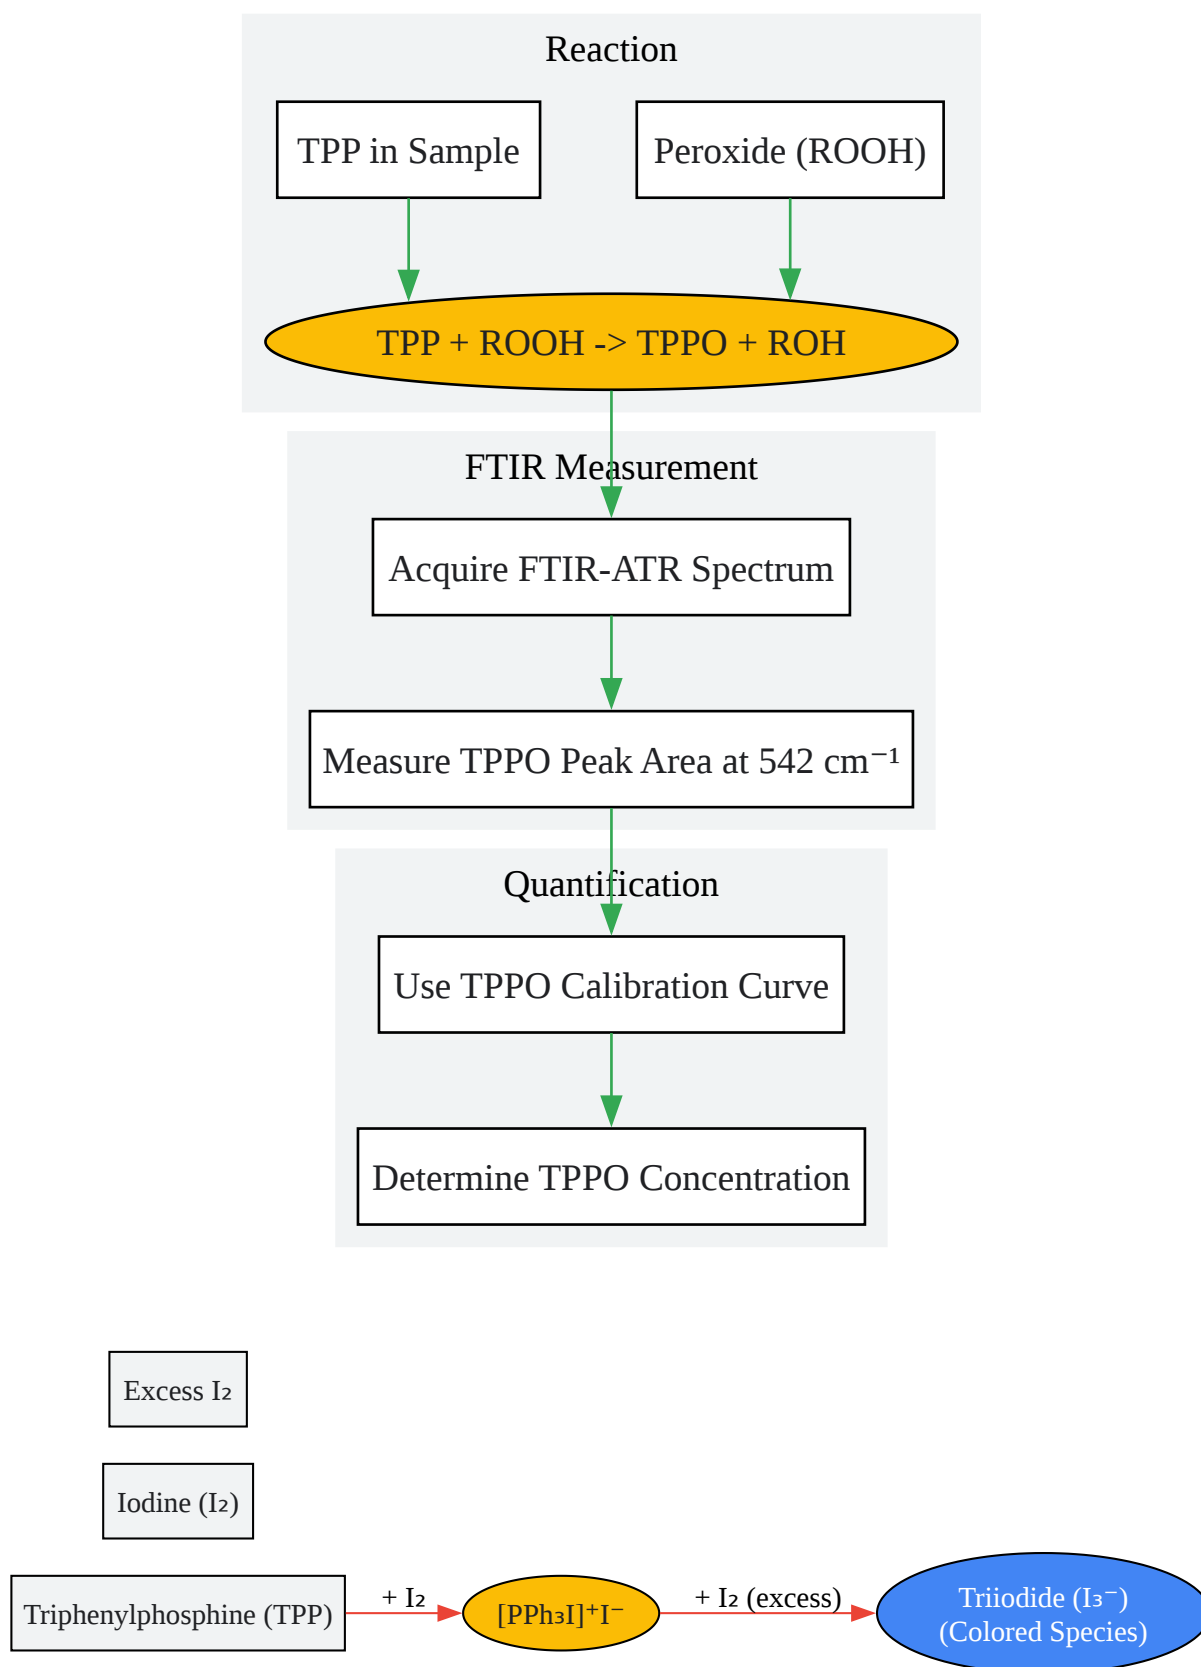 Reaction
TPP in Sample
Peroxide (ROOH)
TPP + ROOH -> TPPO + ROH
FTIR Measurement
Acquire FTIR-ATR Spectrum
Measure TPPO Peak Area at 542 cm⁻¹
Quantification
Use TPPO Calibration Curve
Determine TPPO Concentration
Excess I₂
Iodine (I₂)
Triphenylphosphine (TPP)
+ I₂
[PPh₃I]⁺I⁻
+ I₂ (excess)
Triiodide (I₃⁻)
(Colored Species)